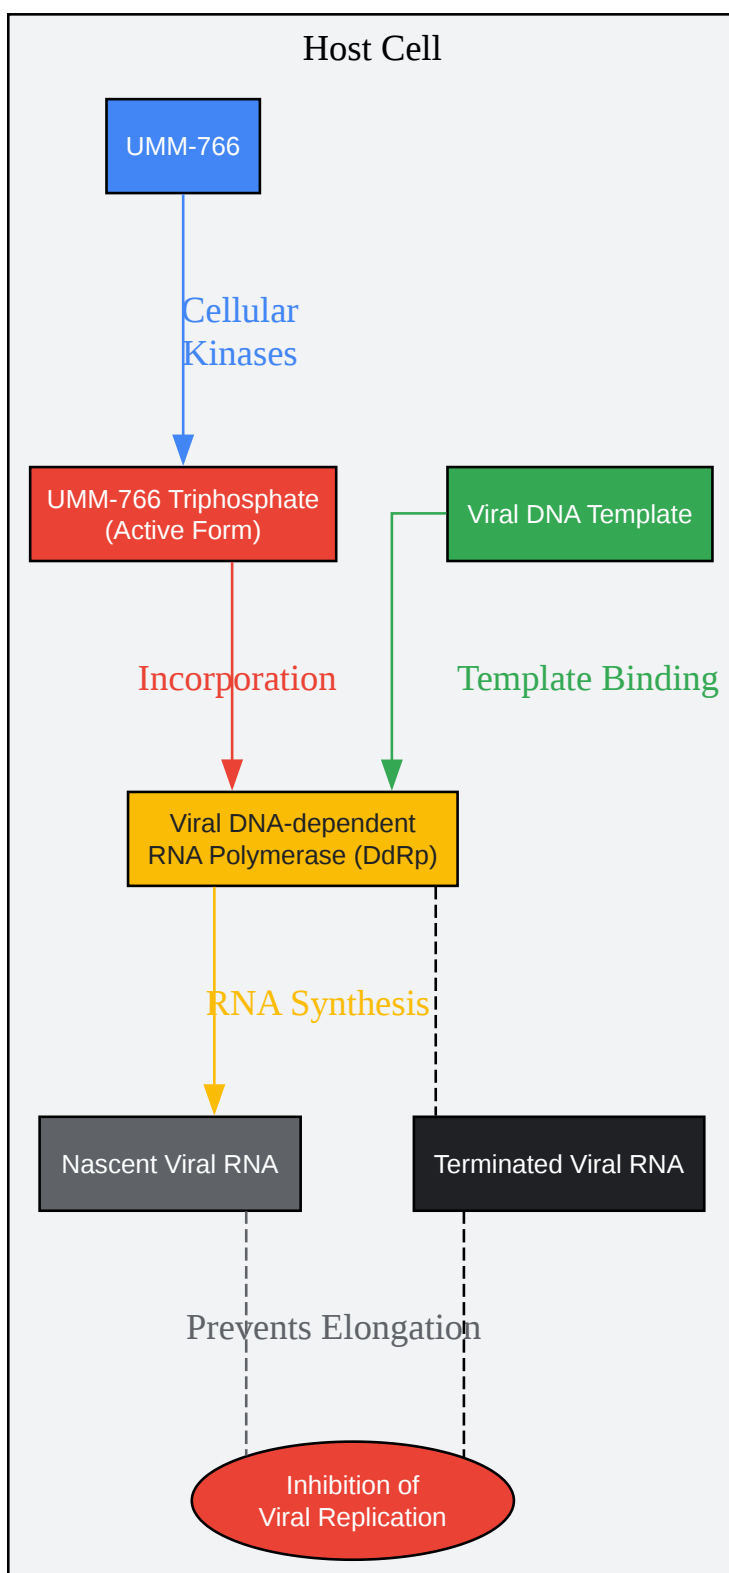 Host Cell
UMM-766
Cellular
Kinases
UMM-766 Triphosphate
(Active Form)
Viral DNA Template
Incorporation
Template Binding
Viral DNA-dependent
RNA Polymerase (DdRp)
RNA Synthesis
Nascent Viral RNA
Terminated Viral RNA
Prevents Elongation
Inhibition of
Viral Replication